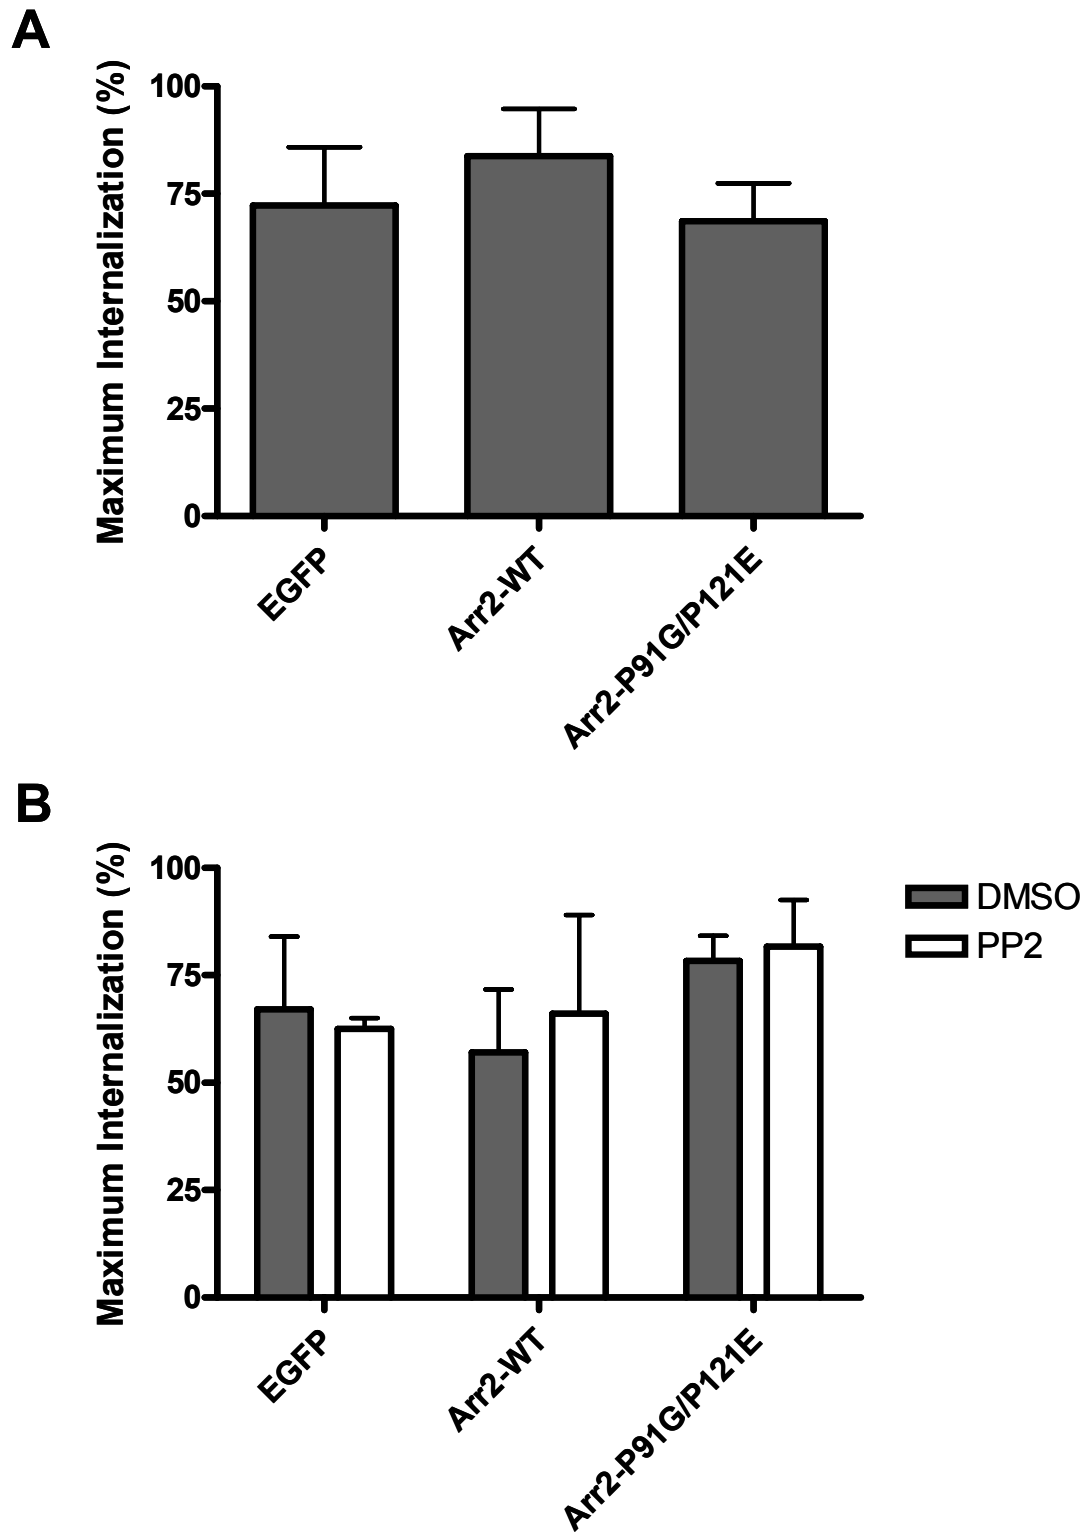 A
Maximum Internalization (%)
100
75
50
25
0
EGFP
Arr2-WT
Arr2-P91G/P121E
B
Maximum Internalization (%)
100
75
50
25
0
EGFP
Arr2-WT
Arr2-P91G/P121E
DMSO
PP2